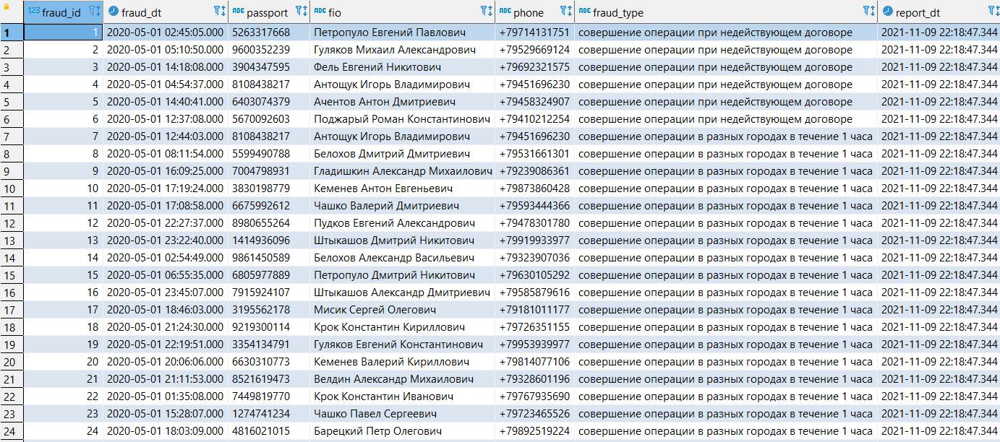 123 fraud_id fraud_dt ABC passport ABC fio ABC phone ABC fraud_type report_dt
1 1 2020-05-01 02:45:05.000 5263317668 Петропуло Евгений Павлович +79714131751 совершение операции при недействующем договоре 2021-11-09 22:18:47.344
2 2 2020-05-01 05:10:50.000 9600352239 Гуляков Михаил Александрович +79529669124 совершение операции при недействующем договоре 2021-11-09 22:18:47.344
3 3 2020-05-01 14:18:08.000 3904347595 Фель Евгений Никитович +79692321575 совершение операции при недействующем договоре 2021-11-09 22:18:47.344
4 4 2020-05-01 04:54:37.000 8108438217 Антощук Игорь Владимирович +79451696230 совершение операции при недействующем договоре 2021-11-09 22:18:47.344
5 5 2020-05-01 14:40:41.000 6403074379 Ачентов Антон Дмитриевич +79458324907 совершение операции при недействующем договоре 2021-11-09 22:18:47.344
6 6 2020-05-01 12:37:08.000 5670092603 Поджарый Роман Константинович +79410212254 совершение операции при недействующем договоре 2021-11-09 22:18:47.344
7 7 2020-05-01 12:44:03.000 8108438217 Антощук Игорь Владимирович +79451696230 совершение операции в разных городах в течение 1 часа 2021-11-09 22:18:47.344
8 8 2020-05-01 08:11:54.000 5599490788 Белохов Дмитрий Дмитриевич +79531661301 совершение операции в разных городах в течение 1 часа 2021-11-09 22:18:47.344
9 9 2020-05-01 16:09:25.000 7004798931 Гладишкин Александр Михаилович +79239086361 совершение операции в разных городах в течение 1 часа 2021-11-09 22:18:47.344
10 10 2020-05-01 17:19:24.000 3830198779 Кеменев Антон Евгеньевич +79873860428 совершение операции в разных городах в течение 1 часа 2021-11-09 22:18:47.344
11 11 2020-05-01 17:08:58.000 6675992612 Чашко Валерий Дмитриевич +79593444366 совершение операции в разных городах в течение 1 часа 2021-11-09 22:18:47.344
12 12 2020-05-01 22:27:37.000 8980655264 Пудков Евгений Александрович +79478301780 совершение операции в разных городах в течение 1 часа 2021-11-09 22:18:47.344
13 13 2020-05-01 23:22:40.000 1414936096 Штыкашов Дмитрий Никитович +79919933977 совершение операции в разных городах в течение 1 часа 2021-11-09 22:18:47.344
14 14 2020-05-01 02:54:49.000 9861450589 Белохов Александр Васильевич +79323907036 совершение операции в разных городах в течение 1 часа 2021-11-09 22:18:47.344
15 15 2020-05-01 06:55:35.000 6805977889 Петропуло Дмитрий Никитович +79630105292 совершение операции в разных городах в течение 1 часа 2021-11-09 22:18:47.344
16 16 2020-05-01 23:45:07.000 7915924107 Штыкашов Александр Дмитриевич +79585879616 совершение операции в разных городах в течение 1 часа 2021-11-09 22:18:47.344
17 17 2020-05-01 18:46:03.000 3195562178 Мисик Сергей Олегович +79181011177 совершение операции в разных городах в течение 1 часа 2021-11-09 22:18:47.344
18 18 2020-05-01 21:24:30.000 9219300114 Крок Константин Кириллович +79726351155 совершение операции в разных городах в течение 1 часа 2021-11-09 22:18:47.344
19 19 2020-05-01 22:19:51.000 3354134791 Гуляков Евгений Константинович +79953939977 совершение операции в разных городах в течение 1 часа 2021-11-09 22:18:47.344
20 20 2020-05-01 20:06:06.000 6630310773 Кеменев Валерий Кириллович +79814077106 совершение операции в разных городах в течение 1 часа 2021-11-09 22:18:47.344
21 21 2020-05-01 21:11:53.000 8521619473 Велдин Александр Михаилович +79328601196 совершение операции в разных городах в течение 1 часа 2021-11-09 22:18:47.344
22 22 2020-05-01 01:35:08.000 7449819770 Крок Константин Иванович +79767935690 совершение операции в разных городах в течение 1 часа 2021-11-09 22:18:47.344
23 23 2020-05-01 15:28:07.000 1274741234 Чашко Павел Сергеевич +79723465526 совершение операции в разных городах в течение 1 часа 2021-11-09 22:18:47.344
24 24 2020-05-01 18:03:09.000 4816021015 Барецкий Петр Олегович +79892519224 совершение операции в разных городах в течение 1 часа 2021-11-09 22:18:47.344